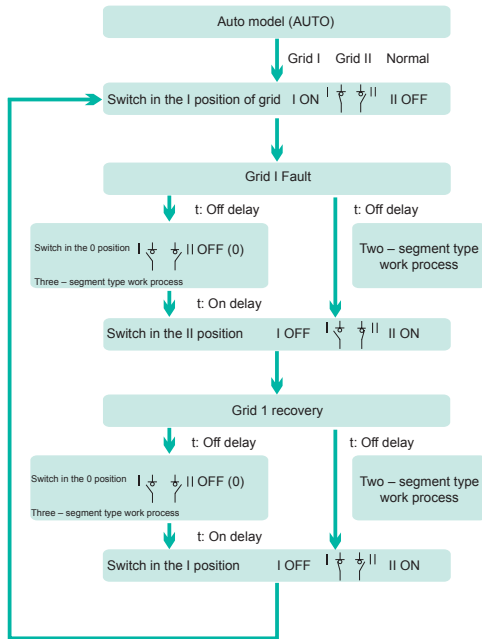 Auto model (AUTO)
Grid I Grid II Normal
Switch in the I position of grid I ON I II II OFF
Grid I Fault
t: Off delay t: Off delay
Switch in the 0 position I II OFF (0)
Three – segment type work process
Two – segment type
work process
t: On delay
Switch in the II position I OFF I II II ON
Grid 1 recovery
t: Off delay t: Off delay
Switch in the 0 position I II OFF (0)
Three – segment type work process
Two – segment type
work process
t: On delay
Switch in the I position I OFF I II II ON